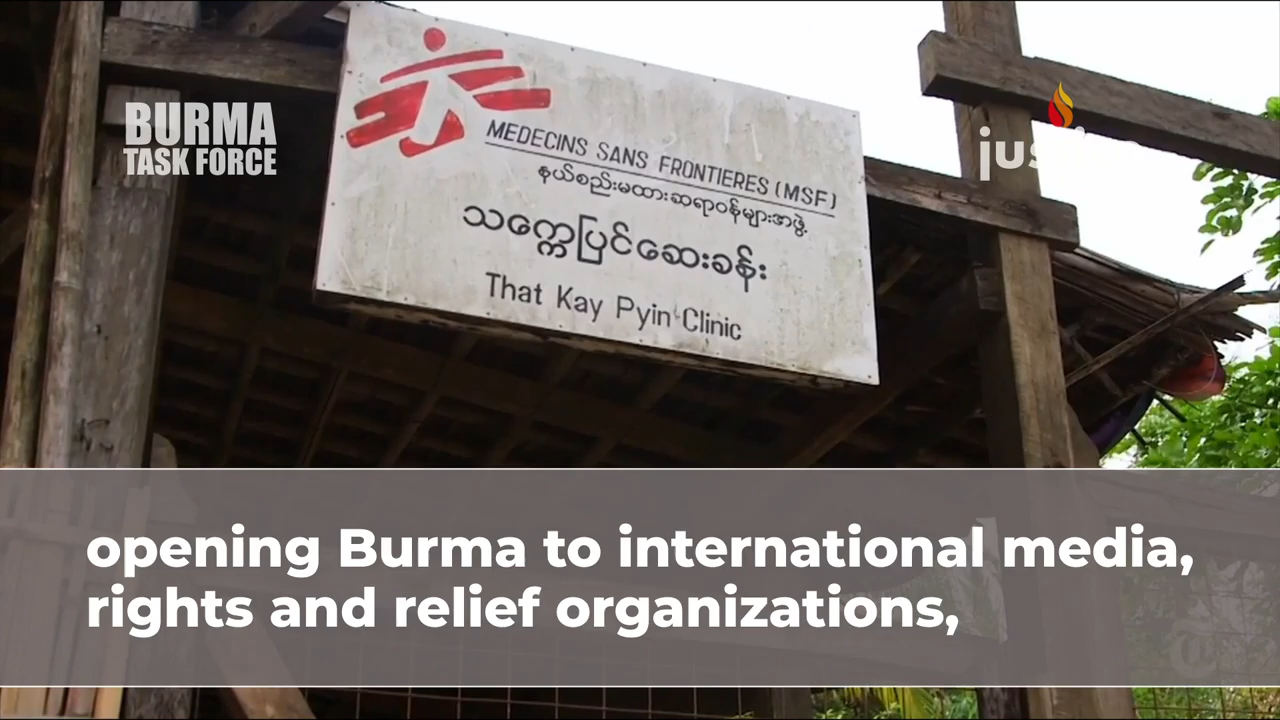 BURMA
TASK FORCE
MEDECINS SANS FRONTIERES (MSF)
နယ်စည်းမထားဆရာဝန်များအဖွဲ့
သက္ကေပြင်ဆေးခန်း
That Kay Pyin Clinic
opening Burma to international media,
rights and relief organizations,